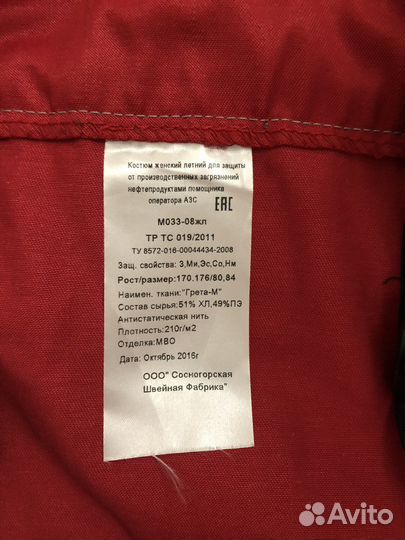 Костюм женский летний для защиты
от производственных загрязнений
нефтепродуктами помощника
оператора АЗС
ЕАС
М033-08жл
ТР ТС 019/2011
ТУ 8572-016-00044434-2008
Защ. свойства: З,Ми,Эс,Со,Нм
Рост/размер:170.176/80,84
Наимен. ткани:"Грета-М"
Состав сырья:51% ХЛ,49%ПЭ
Антистатическая нить
Плотность:210г/м2
Отделка:МВО
Дата: Октябрь 2016г
ООО" Сосногорская
Швейная Фабрика"
Avito